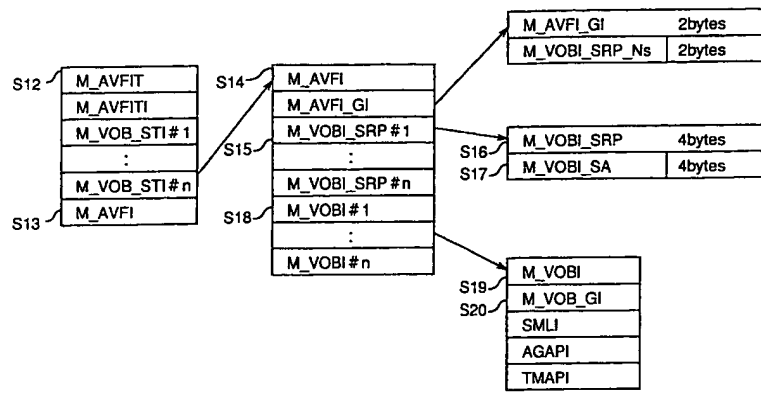 S12
M_AVFIT
M_AVFITI
M_VOB_STI#1
:
M_VOB_STI#n
S13
M_AVFI
S14
M_AVFI
M_AVFI_GI
M_VOBI_SRP#1
S15
:
M_VOBI_SRP#n
S18
M_VOBI#1
:
M_VOBI#n
M_AVFI_GI 2bytes
M_VOBI_SRP_Ns 2bytes
S16
M_VOBI_SRP 4bytes
S17
M_VOBI_SA 4bytes
M_VOBI
S19
M_VOB_GI
S20
SMLI
AGAPI
TMAPI